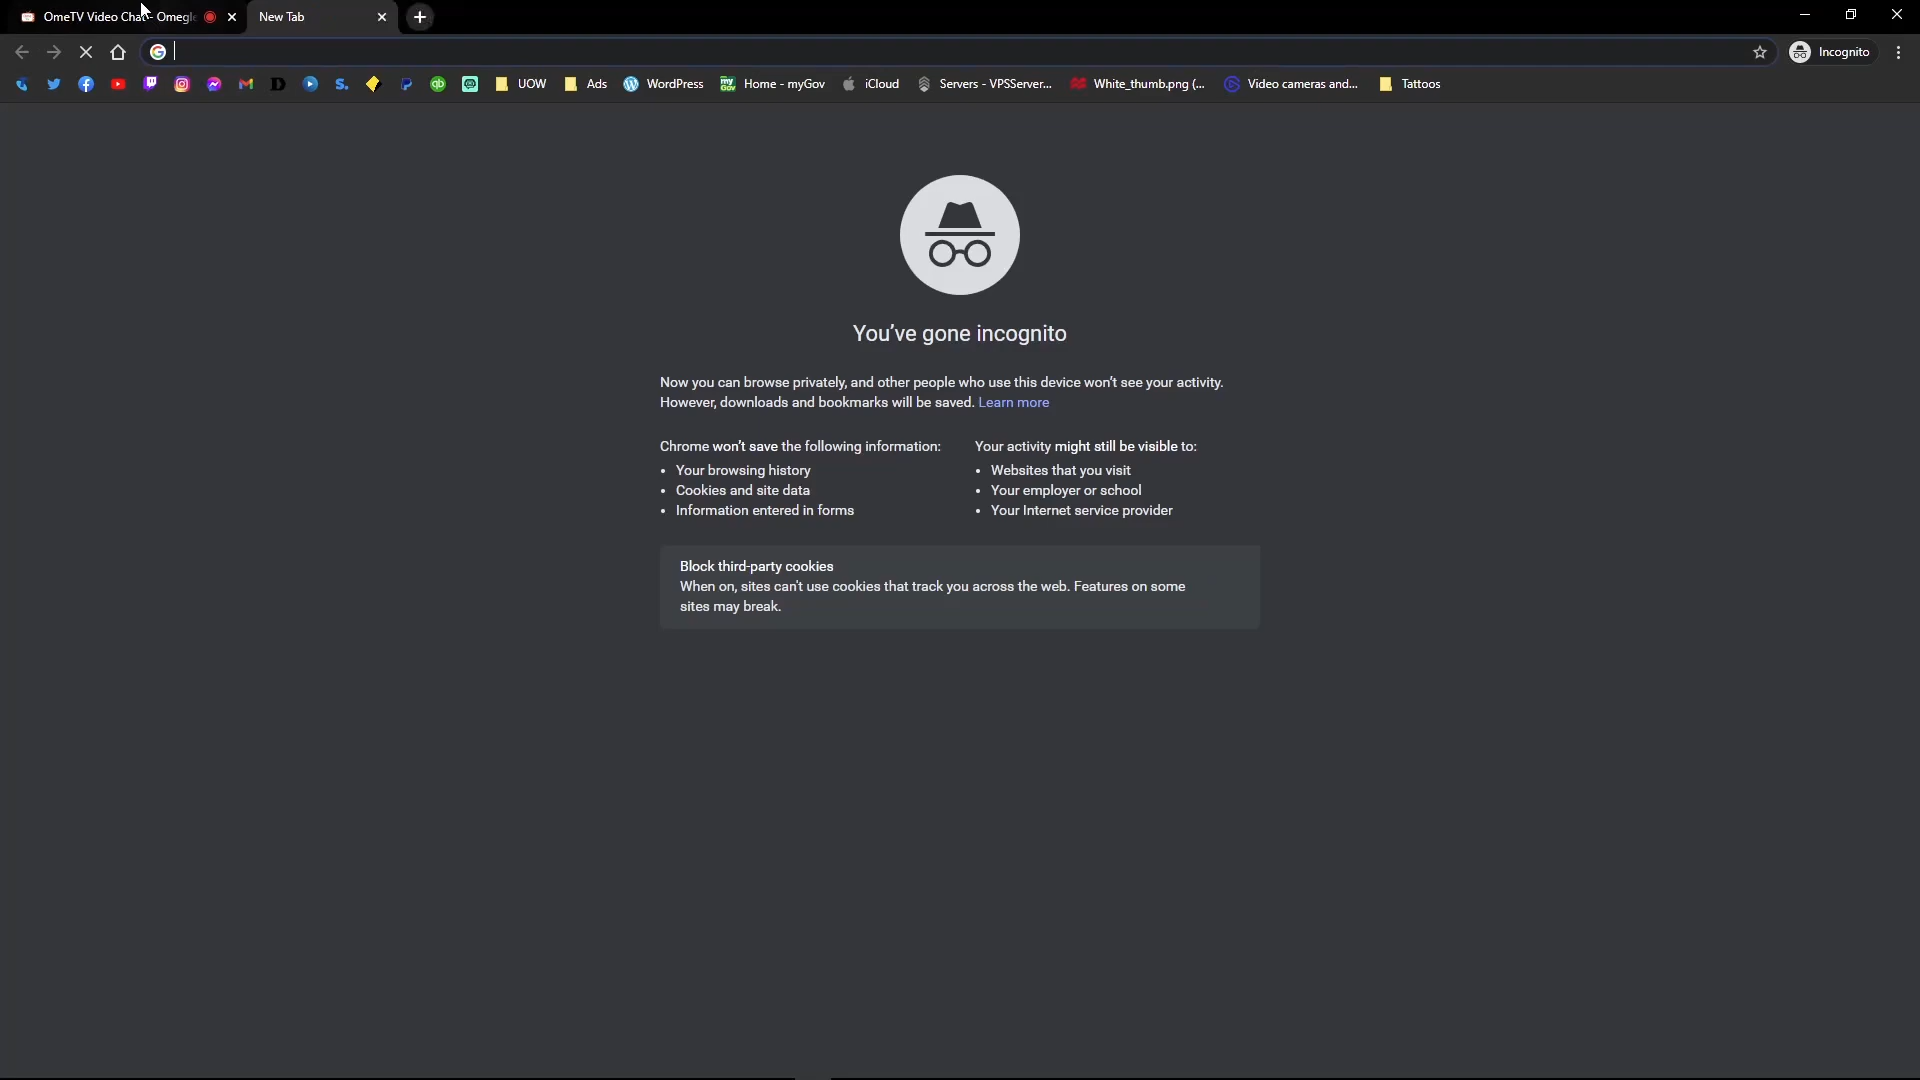 OmeTV Video Chat - Omegle
New Tab
Incognito
UOW
Ads
WordPress
my Gov
Home - myGov
iCloud
Servers - VPSServer...
White_thumb.png (...
Video cameras and...
Tattoos
You've gone incognito
Now you can browse privately, and other people who use this device won't see your activity.
However, downloads and bookmarks will be saved. Learn more
Chrome won't save the following information:
Your browsing history
Cookies and site data
Information entered in forms
Your activity might still be visible to:
Websites that you visit
Your employer or school
Your Internet service provider
Block third-party cookies
When on, sites can't use cookies that track you across the web. Features on some
sites may break.